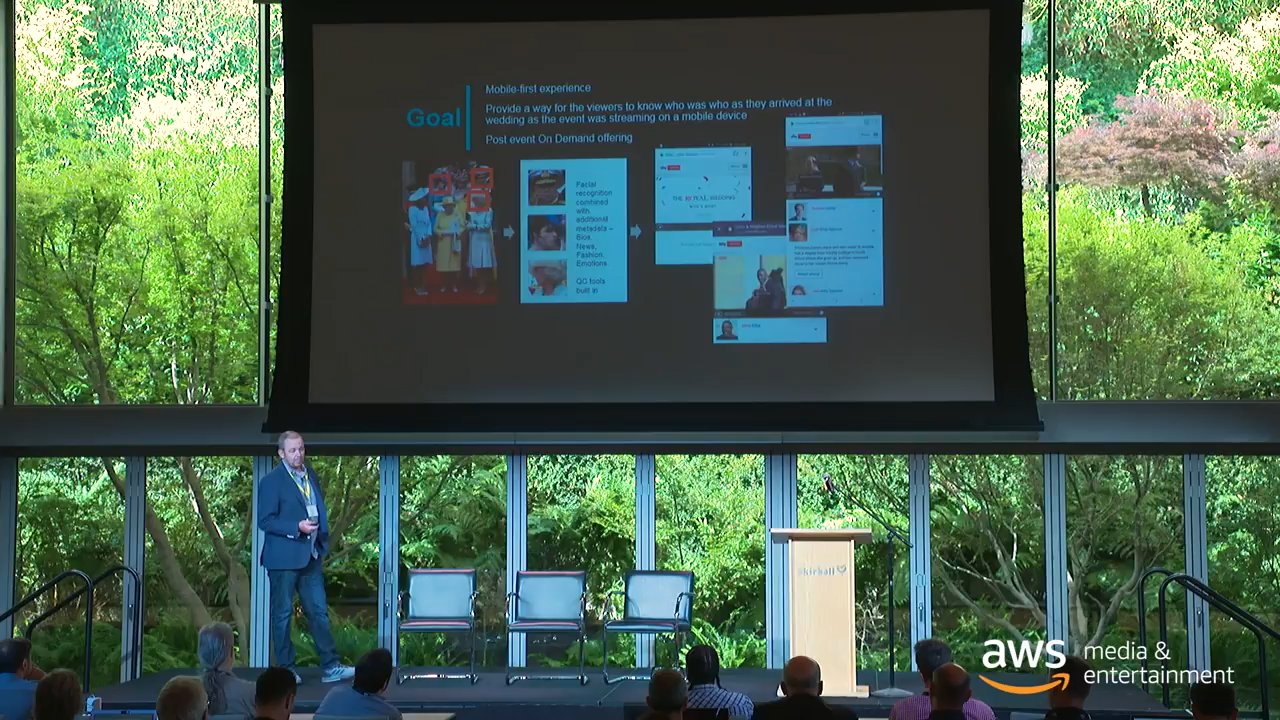 Mobile-first experience
Goal
Provide a way for the viewers to know who was who as they arrived at the
wedding as the event was streaming on a mobile device
Post event On Demand offering
Facial
recognition
combined
with
additional
metadata –
Bios,
News,
Fashion,
Emotions
QC tools
built in
THE ROYAL WEDDING
skirball
aws media &
entertainment